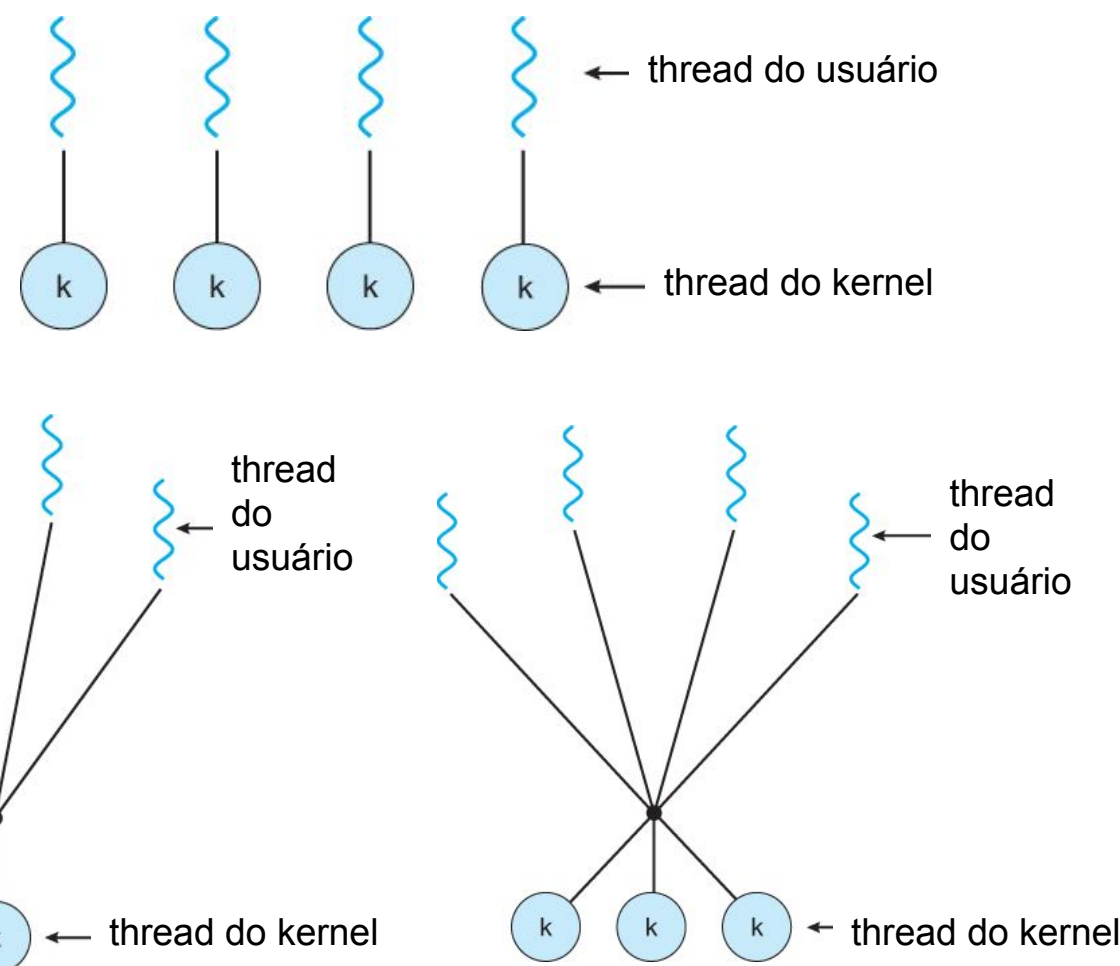 thread do usuário
k k k k
thread do kernel
thread
do
usuário
thread
do
usuário
thread do kernel
k k k
thread do kernel